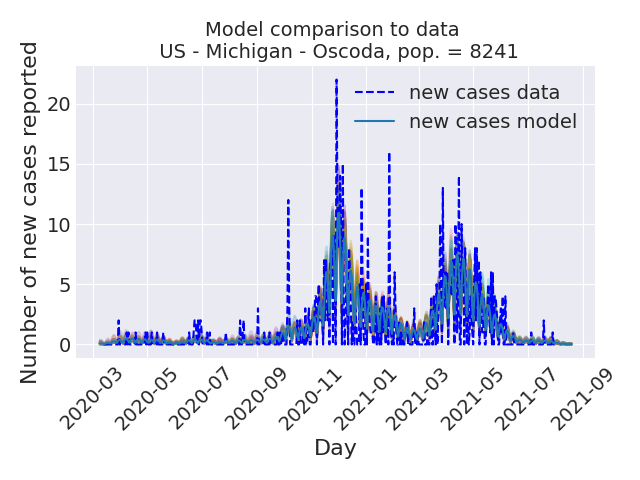 Model comparison to data
US - Michigan - Oscoda, pop. = 8241
Number of new cases reported
20
15
10
5
0
new cases data
new cases model
2020-03
2020-05
2020-07
2020-09
2020-11
2021-01
2021-03
2021-05
2021-07
2021-09
Day